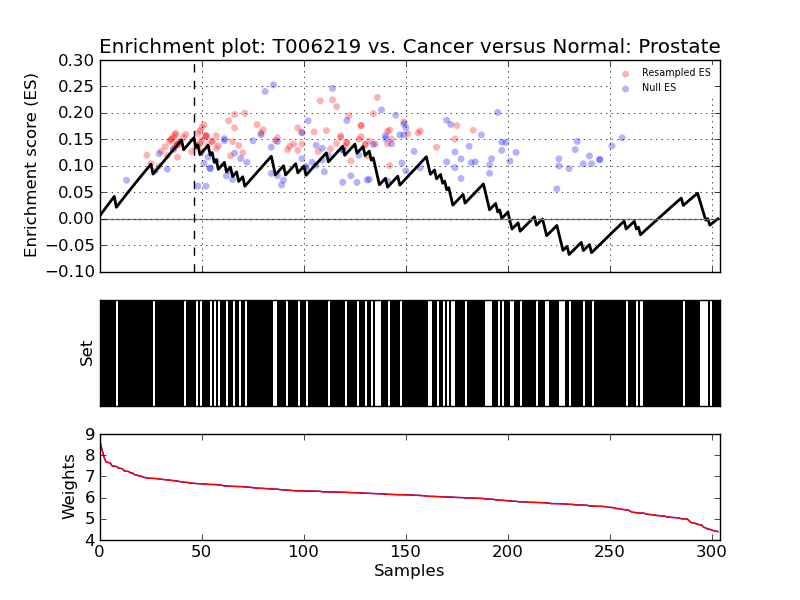 Enrichment plot: T006219 vs. Cancer versus Normal: Prostate
Enrichment score (ES)
0.30
0.25
0.20
0.15
0.10
0.05
0.00
−0.05
−0.10
Resampled ES
Null ES
Set
Weights
9
8
7
6
5
4
0 50 100 150 200 250 300
Samples